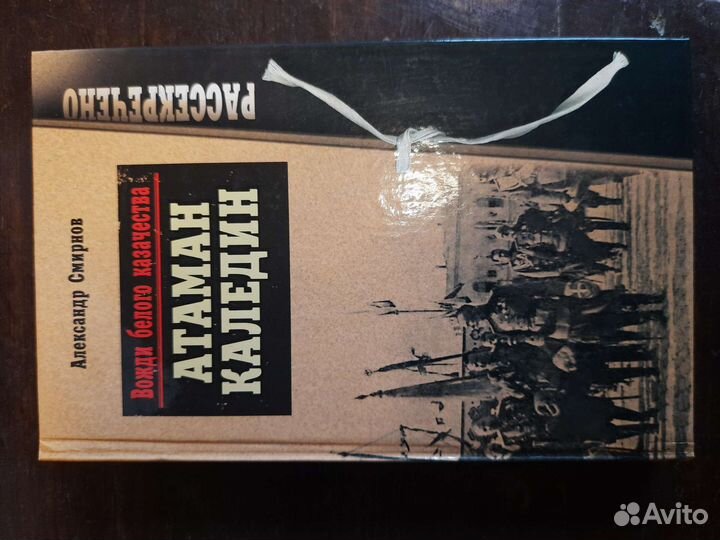 Александр Смирнов
Вожди белого казачества
АТАМАН
КАЛЕДИН
РАССЕКРЕЧЕНО
Avito